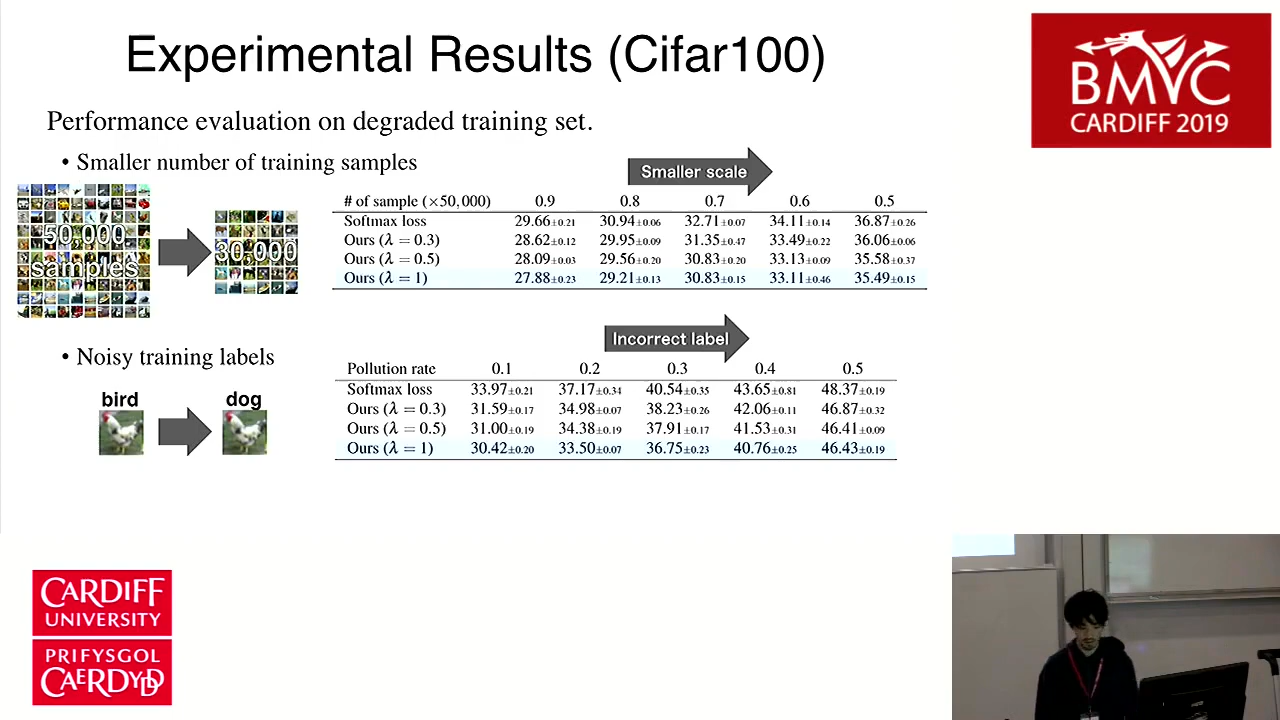 Experimental Results (Cifar100)
BMVC
CARDIFF 2019
Performance evaluation on degraded training set.
• Smaller number of training samples
Smaller scale
50,000
samples
30,000
# of sample (×50,000) 0.9 0.8 0.7 0.6 0.5
Softmax loss 29.66±0.21 30.94±0.06 32.71±0.07 34.11±0.14 36.87±0.26
Ours (λ = 0.3) 28.62±0.12 29.95±0.09 31.35±0.47 33.49±0.22 36.06±0.06
Ours (λ = 0.5) 28.09±0.03 29.56±0.20 30.83±0.20 33.13±0.09 35.58±0.37
Ours (λ = 1) 27.88±0.23 29.21±0.13 30.83±0.15 33.11±0.46 35.49±0.15
• Noisy training labels
bird
dog
Incorrect label
Pollution rate 0.1 0.2 0.3 0.4 0.5
Softmax loss 33.97±0.21 37.17±0.34 40.54±0.35 43.65±0.81 48.37±0.19
Ours (λ = 0.3) 31.59±0.17 34.98±0.07 38.23±0.26 42.06±0.11 46.87±0.32
Ours (λ = 0.5) 31.00±0.19 34.38±0.19 37.91±0.17 41.53±0.31 46.41±0.09
Ours (λ = 1) 30.42±0.20 33.50±0.07 36.75±0.23 40.76±0.25 46.43±0.19
CARDIFF
UNIVERSITY
PRIFYSGOL
CAERDYDD